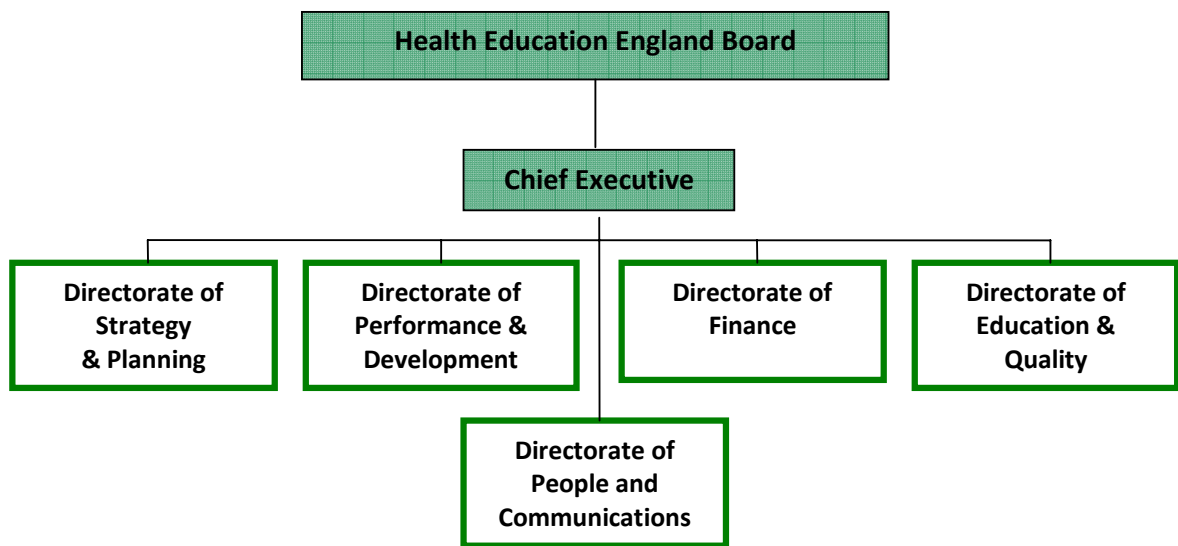 Health Education England Board
Chief Executive
Directorate of
Strategy
& Planning
Directorate of
Performance &
Development
Directorate of
Finance
Directorate of
Education &
Quality
Directorate of
People and
Communications